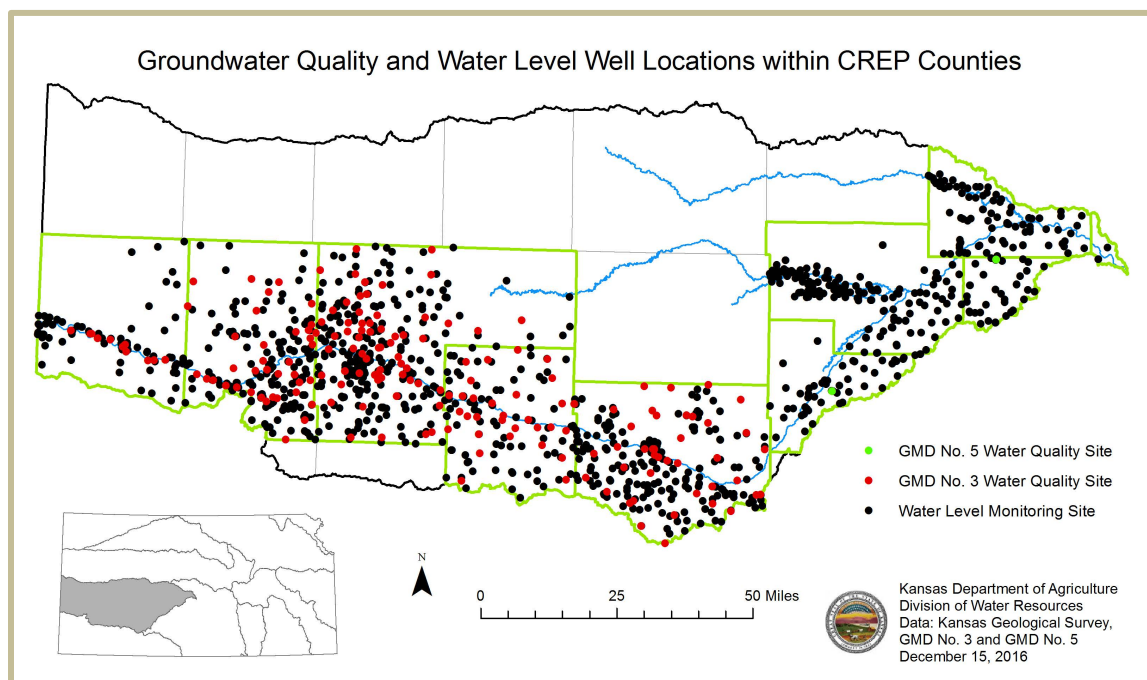 Groundwater Quality and Water Level Well Locations within CREP Counties
GMD No. 5 Water Quality Site
GMD No. 3 Water Quality Site
Water Level Monitoring Site
N
0 25 50 Miles
Kansas Department of Agriculture
Division of Water Resources
Data: Kansas Geological Survey,
GMD No. 3 and GMD No. 5
December 15, 2016